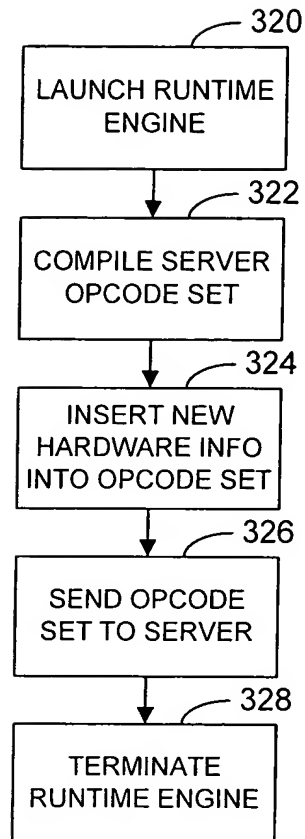 320
LAUNCH RUNTIME
ENGINE
322
COMPILE SERVER
OPCODE SET
324
INSERT NEW
HARDWARE INFO
INTO OPCODE SET
326
SEND OPCODE
SET TO SERVER
328
TERMINATE
RUNTIME ENGINE